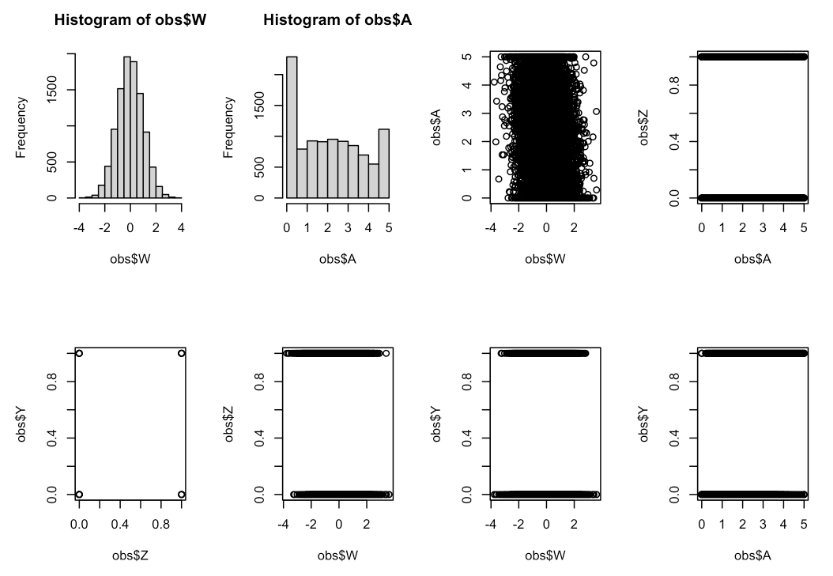 Histogram of obs$W
Frequency
0 500 1500
-4 -2 0 2 4
obs$W
Histogram of obs$A
Frequency
0 500 1500
0 1 2 3 4 5
obs$A
obs$A
0 1 2 3 4 5
-4 -2 0 2
obs$W
obs$Z
0.0 0.4 0.8
0 1 2 3 4 5
obs$A
obs$Y
0.0 0.4 0.8
0.0 0.4 0.8
obs$Z
obs$Z
0.0 0.4 0.8
-4 -2 0 2
obs$W
obs$Y
0.0 0.4 0.8
-4 -2 0 2
obs$W
obs$Y
0.0 0.4 0.8
0 1 2 3 4 5
obs$A